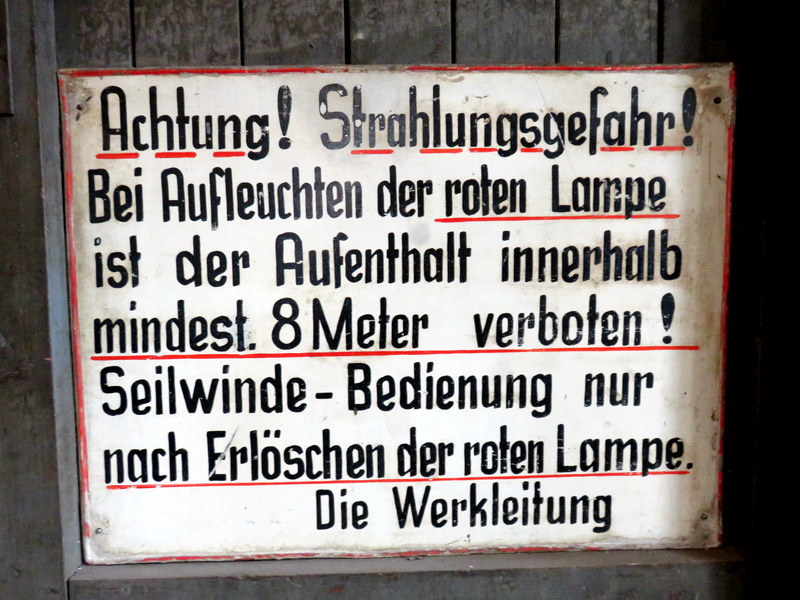 Achtung! Strahlungsgefahr!
Bei Aufleuchten der roten Lampe
ist der Aufenthalt innerhalb
mindest. 8 Meter verboten!
Seilwinde-Bedienung nur
nach Erlöschen der roten Lampe.
Die Werkleitung